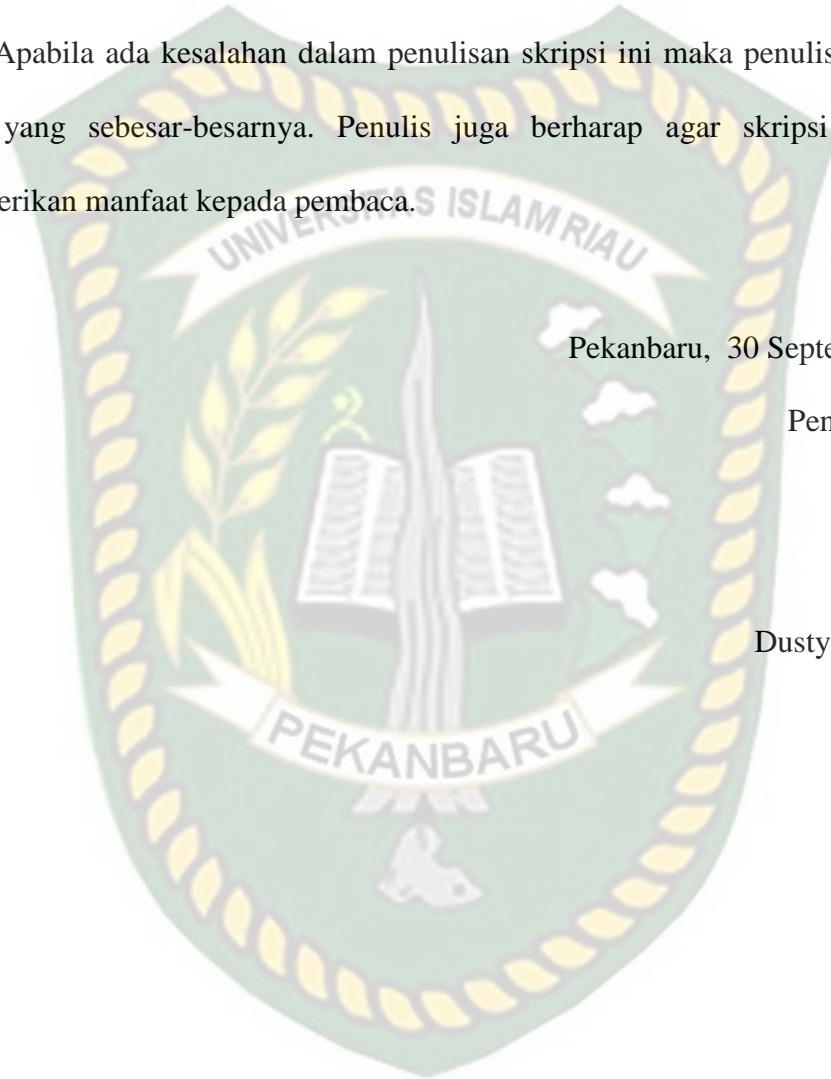 Apabila ada kesalahan dalam penulisan skripsi ini maka penulis
yang sebesar-besarnya. Penulis juga berharap agar skripsi
erikan manfaat kepada pembaca.
UNIVERSITAS ISLAM RIAU
Pekanbaru, 30 Septe
Pen
Dusty
PEKANBARU